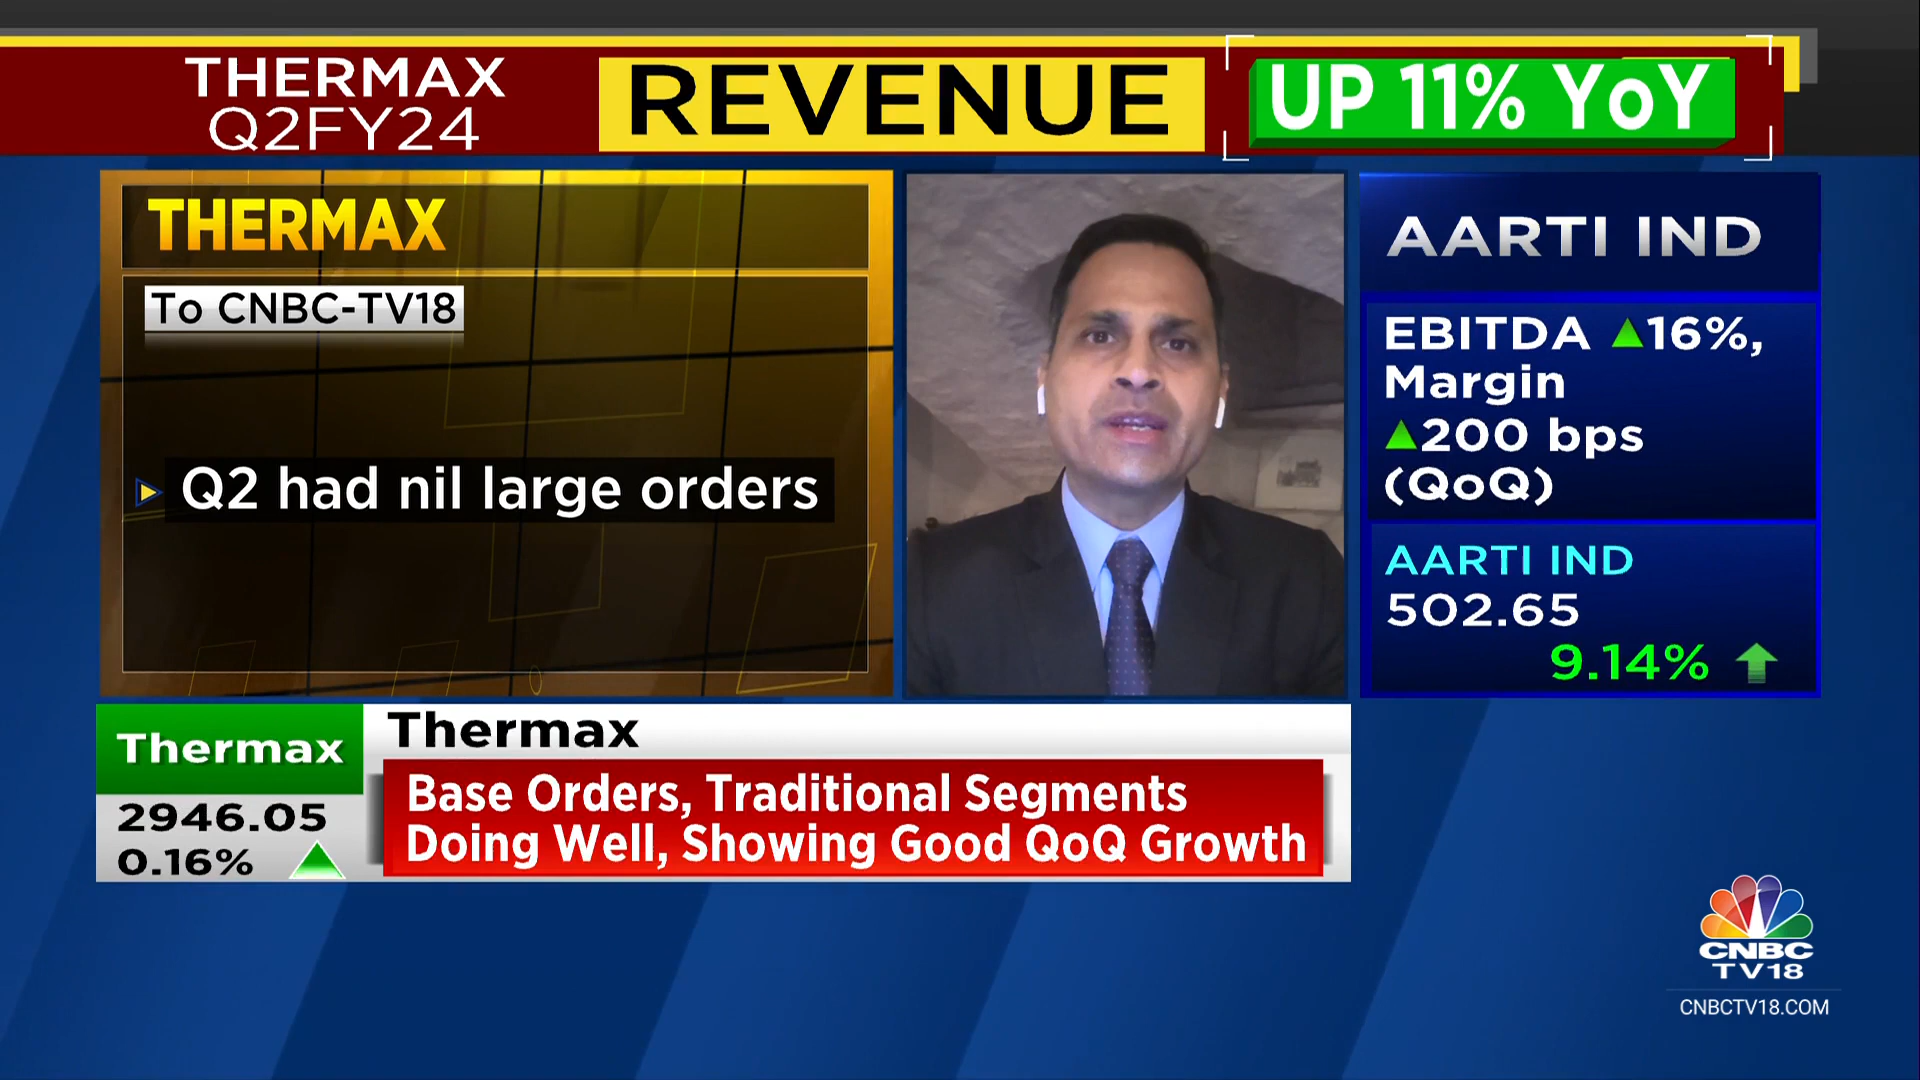 THERMAX
Q2FY24
REVENUE
UP 11% YoY
THERMAX
To CNBC-TV18
Q2 had nil large orders
AARTI IND
EBITDA ▲16%,
Margin
▲200 bps
(QoQ)
AARTI IND
502.65
9.14%
Thermax
2946.05
0.16%
Thermax
Base Orders, Traditional Segments
Doing Well, Showing Good QoQ Growth
CNBC
TV18
CNBCTV18.COM